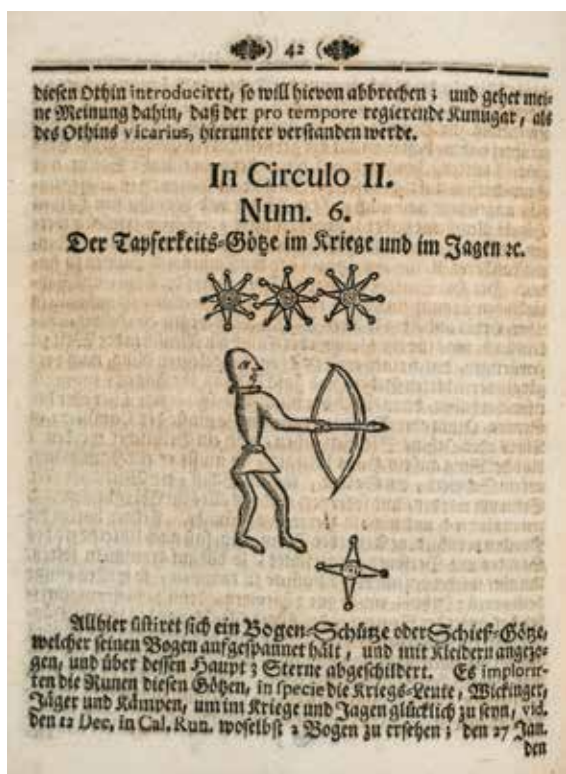 ) 42 (
diesen Othin introduciret, so will hievon abbrechen; und gehet mei-
ne Meinung dahin, daß der pro tempore regierende Kunugar, als
des Othins vicarius, hierunter verstanden werde.
In Circulo II.
Num. 6.
Der Tapferkeits-Götze im Kriege und im Jagen ꝛc.
Allhier sistiret sich ein Bogen-Schütze oder Schieß-Götze,
welcher seinen Bogen aufgespannet hält, und mit Kleidern angezo-
gen, und über dessen Haupt 3 Sterne abgeschildert. Es implorir-
ten die Runen diesen Götzen, in specie die Kriegs-Leute, Wickinger,
Jäger und Kämpen, um im Kriege und Jagen glücklich zu seyn, vid.
den 12 Dec. in Cal. Run. woselbst 2 Bogen zu ersehen; den 27 Jan.
den